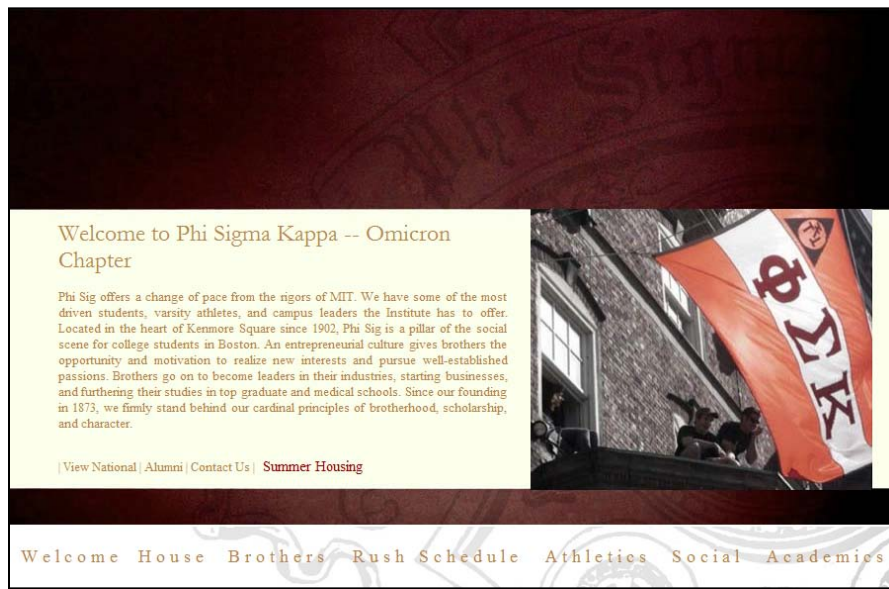 Phi Sigm
Welcome to Phi Sigma Kappa -- Omicron
Chapter
Phi Sig offers a change of pace from the rigors of MIT. We have some of the most
driven students, varsity athletes, and campus leaders the Institute has to offer.
Located in the heart of Kenmore Square since 1902, Phi Sig is a pillar of the social
scene for college students in Boston. An entrepreneurial culture gives brothers the
opportunity and motivation to realize new interests and pursue well-established
passions. Brothers go on to become leaders in their industries, starting businesses,
and furthering their studies in top graduate and medical schools. Since our founding
in 1873, we firmly stand behind our cardinal principles of brotherhood, scholarship,
and character.
| View National | Alumni | Contact Us | Summer Housing
ΦΣΚ
Welcome House Brothers Rush Schedule Athletics Social Academics